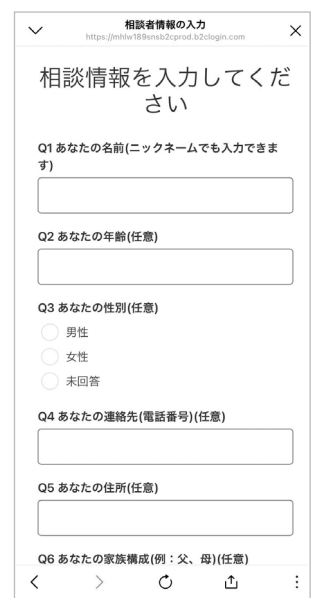 相談者情報の入力
https://mhlw189snsb2cprod.b2clogin.com
相談情報を入力してくだ
さい
Q1 あなたの名前(ニックネームでも入力できま
す)
Q2 あなたの年齢(任意)
Q3 あなたの性別(任意)
男性
女性
未回答
Q4 あなたの連絡先(電話番号)(任意)
Q5 あなたの住所(任意)
Q6 あなたの家族構成(例：父、母)(任意)